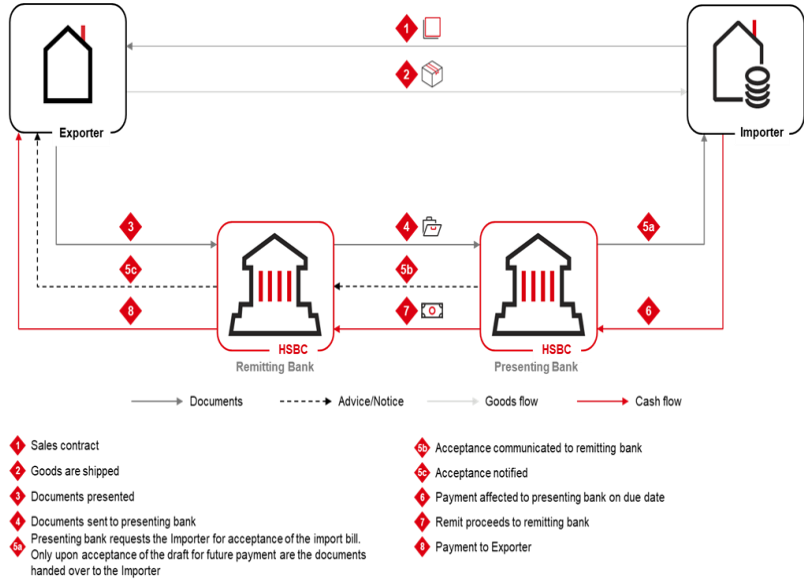 1
2
Exporter
Importer
3
4
5a
5c
5b
8
7
6
HSBC
HSBC
Remitting Bank
Presenting Bank
Documents
Advice/Notice
Goods flow
Cash flow
1 Sales contract
2 Goods are shipped
3 Documents presented
4 Documents sent to presenting bank
5a Presenting bank requests the Importer for acceptance of the import bill.
Only upon acceptance of the draft for future payment are the documents
handed over to the Importer
5b Acceptance communicated to remitting bank
5c Acceptance notified
6 Payment affected to presenting bank on due date
7 Remit proceeds to remitting bank
8 Payment to Exporter